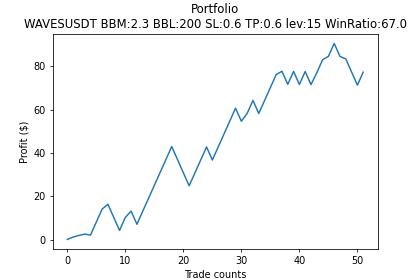 Portfolio
WAVESUSDT BBM:2.3 BBL:200 SL:0.6 TP:0.6 lev:15 WinRatio:67.0
80
60
40
20
0
Profit ($)
0 10 20 30 40 50
Trade counts